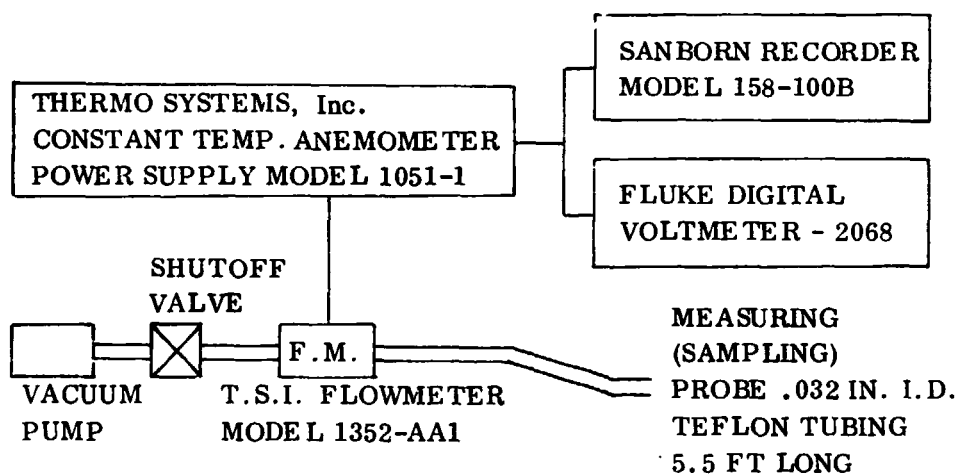 SANBORN RECORDER
MODEL 158-100B
THERMO SYSTEMS, Inc.
CONSTANT TEMP. ANEMOMETER
POWER SUPPLY MODEL 1051-1
FLUKE DIGITAL
VOLTMETER - 2068
SHUTOFF
VALVE
F.M.
VACUUM
PUMP
T.S.I. FLOWMETER
MODEL 1352-AA1
MEASURING
(SAMPLING)
PROBE .032 IN. I.D.
TEFLON TUBING
5.5 FT LONG